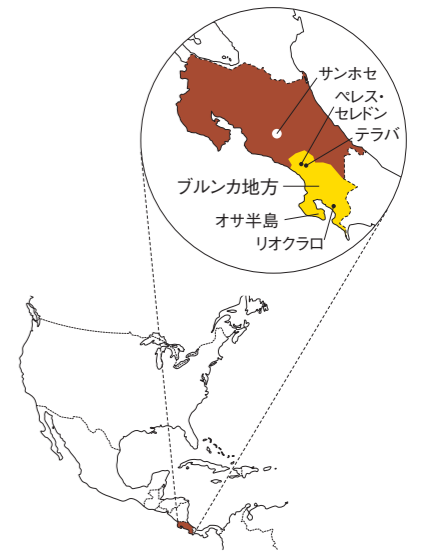 サンホセ
ペレス・
セレドン
テラバ
ブルンカ地方
オサ半島
リオクラロ